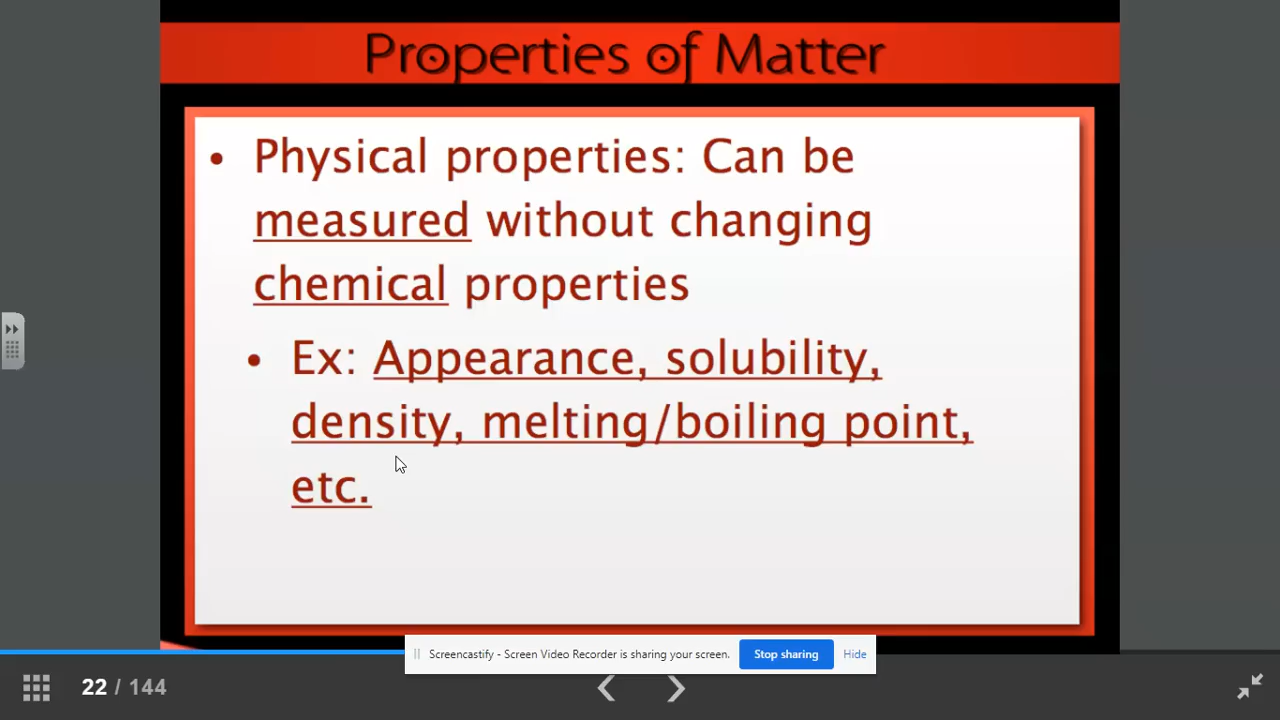 Properties of Matter
• Physical properties: Can be
measured without changing
chemical properties
• Ex: Appearance, solubility,
density, melting/boiling point,
etc.
Screencastify - Screen Video Recorder is sharing your screen. Stop sharing Hide
22 / 144